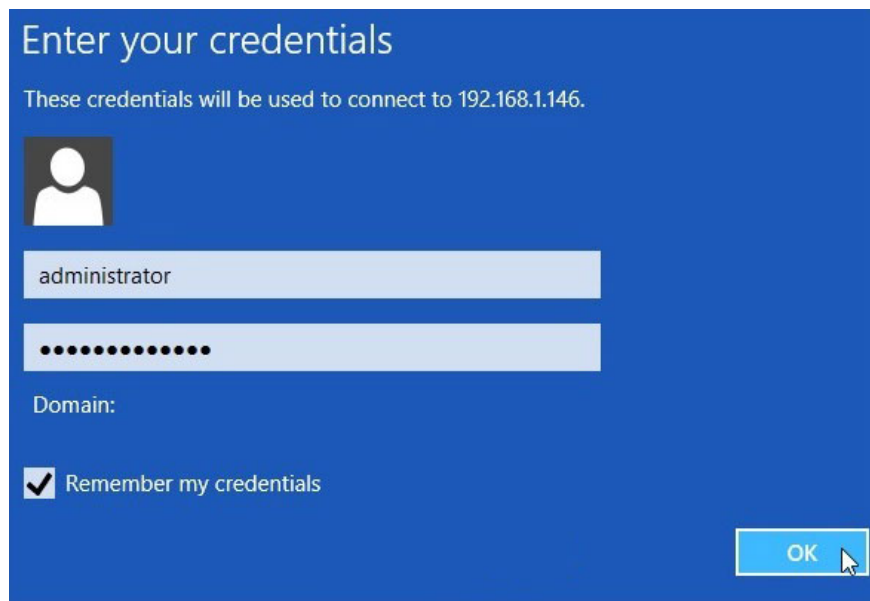 Enter your credentials
These credentials will be used to connect to 192.168.1.146.
administrator
•••••••••••••
Domain:
Remember my credentials
OK